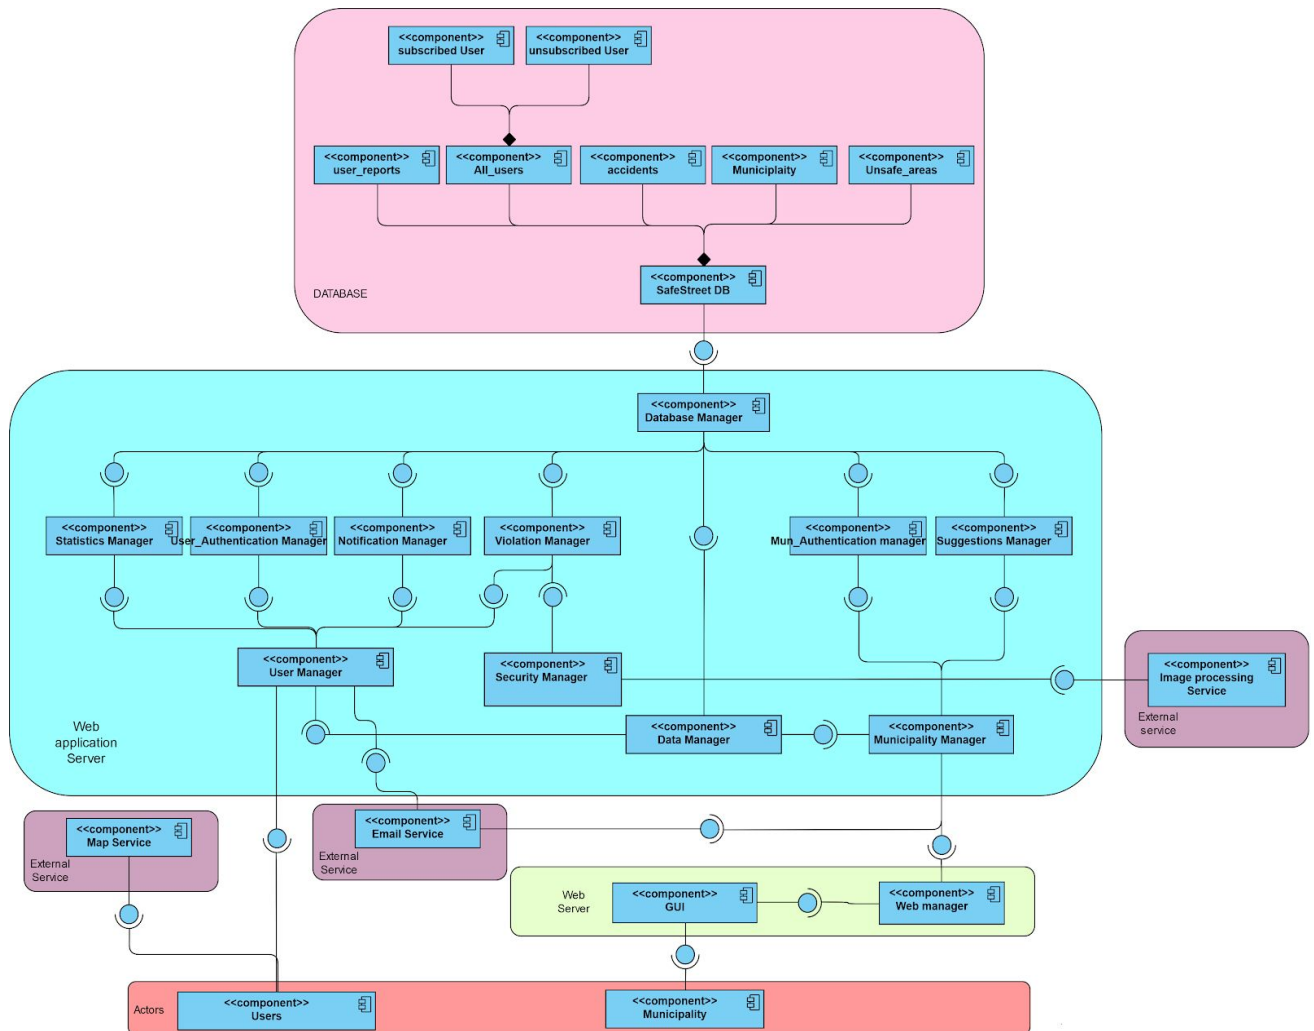 <<component>>
subscribed User
<<component>>
unsubscribed User
<<component>>
user_reports
<<component>>
All_users
<<component>>
accidents
<<component>>
Municiplaity
<<component>>
Unsafe_areas
<<component>>
SafeStreet DB
DATABASE
<<component>>
Database Manager
<<component>>
Statistics Manager
<<component>>
User_Authentication Manager
<<component>>
Notification Manager
<<component>>
Violation Manager
<<component>>
Mun_Authentication manager
<<component>>
Suggestions Manager
<<component>>
User Manager
<<component>>
Security Manager
<<component>>
Image processing
Service
External
service
<<component>>
Data Manager
<<component>>
Municipality Manager
Web
application
Server
<<component>>
Map Service
External
Service
<<component>>
Email Service
External
Service
Web
Server
<<component>>
GUI
<<component>>
Web manager
Actors
<<component>>
Users
<<component>>
Municipality